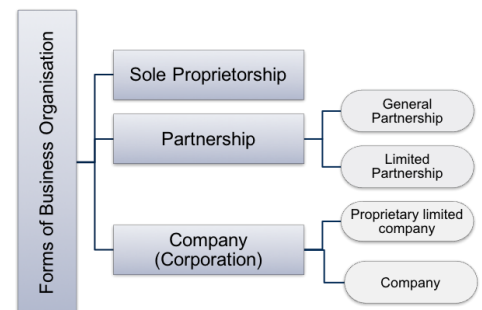 Forms of Business Organisation
Sole Proprietorship
Partnership
General
Partnership
Limited
Partnership
Company
(Corporation)
Proprietary limited
company
Company